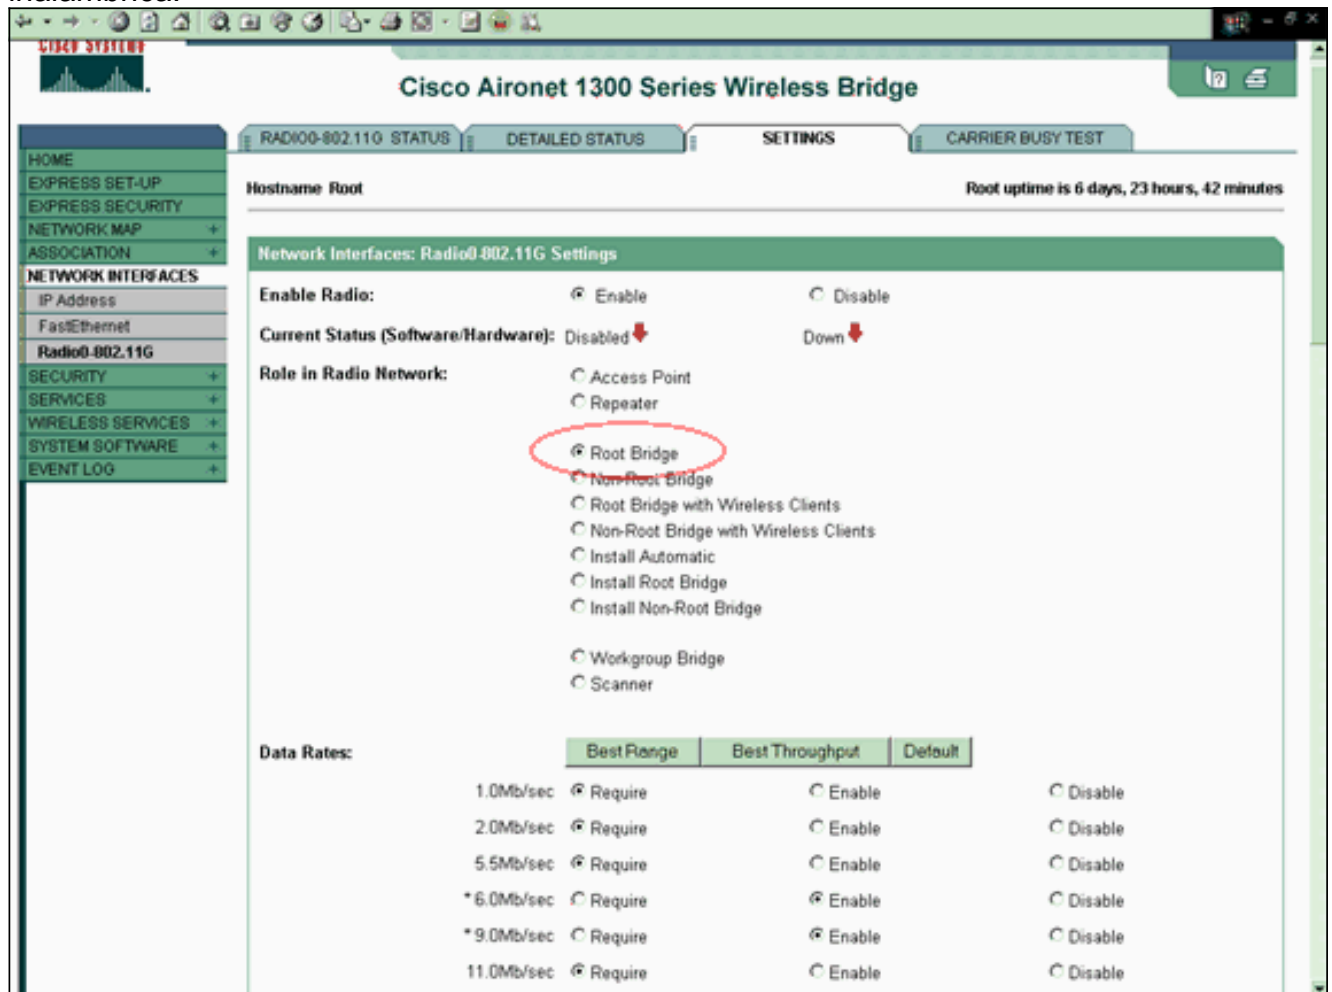 inalámbrica.
CISCO SYSTEMS
Cisco Aironet 1300 Series Wireless Bridge
RADIO0-802.11G STATUS DETAILED STATUS SETTINGS CARRIER BUSY TEST
HOME
EXPRESS SET-UP
EXPRESS SECURITY
NETWORK MAP +
ASSOCIATION +
NETWORK INTERFACES
IP Address
FastEthernet
Radio0-802.11G
SECURITY +
SERVICES +
WIRELESS SERVICES +
SYSTEM SOFTWARE +
EVENT LOG +
Hostname Root Root uptime is 6 days, 23 hours, 42 minutes
Network Interfaces: Radio0-802.11G Settings
Enable Radio: Enable Disable
Current Status (Software/Hardware): Disabled Down
Role in Radio Network: Access Point
Repeater
Root Bridge
Non-Root Bridge
Root Bridge with Wireless Clients
Non-Root Bridge with Wireless Clients
Install Automatic
Install Root Bridge
Install Non-Root Bridge
Workgroup Bridge
Scanner
Data Rates: Best Range Best Throughput Default
1.0Mb/sec Require Enable Disable
2.0Mb/sec Require Enable Disable
5.5Mb/sec Require Enable Disable
*6.0Mb/sec Require Enable Disable
*9.0Mb/sec Require Enable Disable
11.0Mb/sec Require Enable Disable